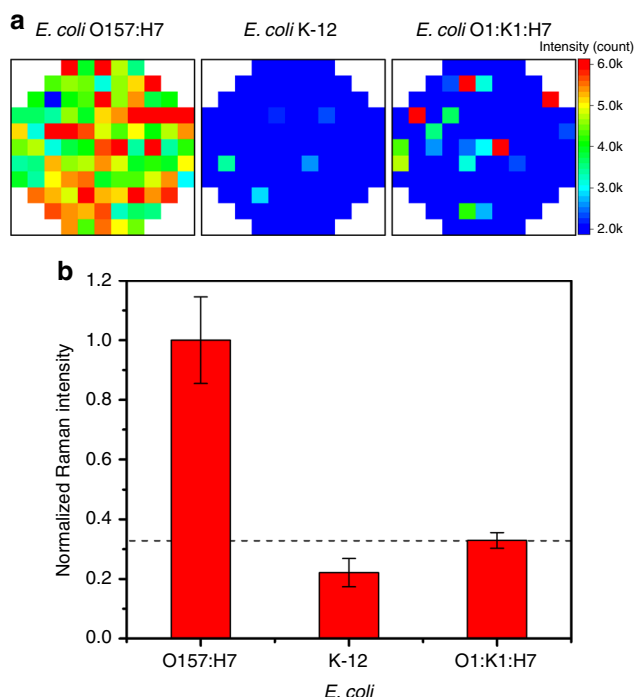 a
E. coli O157:H7
E. coli K-12
E. coli O1:K1:H7
Intensity (count)
6.0k
5.0k
4.0k
3.0k
2.0k
b
1.2
1.0
0.8
0.6
0.4
0.2
0.0
Normalized Raman intensity
O157:H7
K-12
O1:K1:H7
E. coli